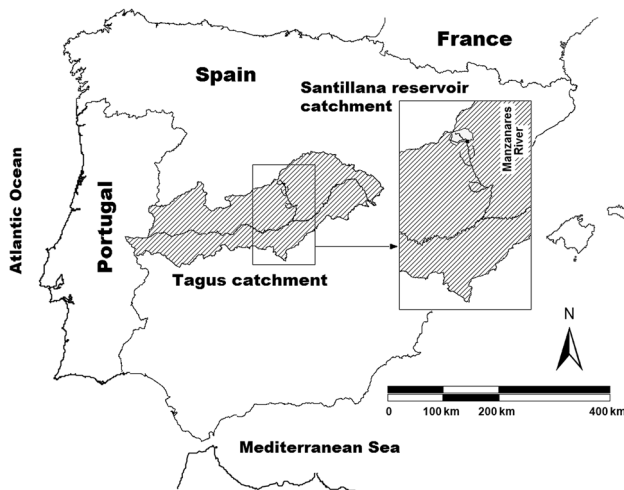 France
Spain
Santillana reservoir
catchment
Manzanares
River
Atlantic Ocean
Portugal
Tagus catchment
N
0 100 km 200 km 400 km
Mediterranean Sea